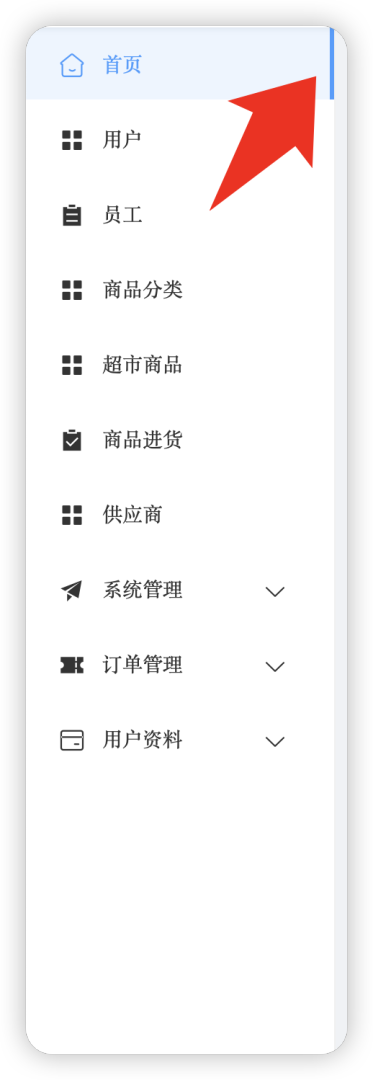 首页
用户
员工
商品分类
超市商品
商品进货
供应商
系统管理
订单管理
用户资料